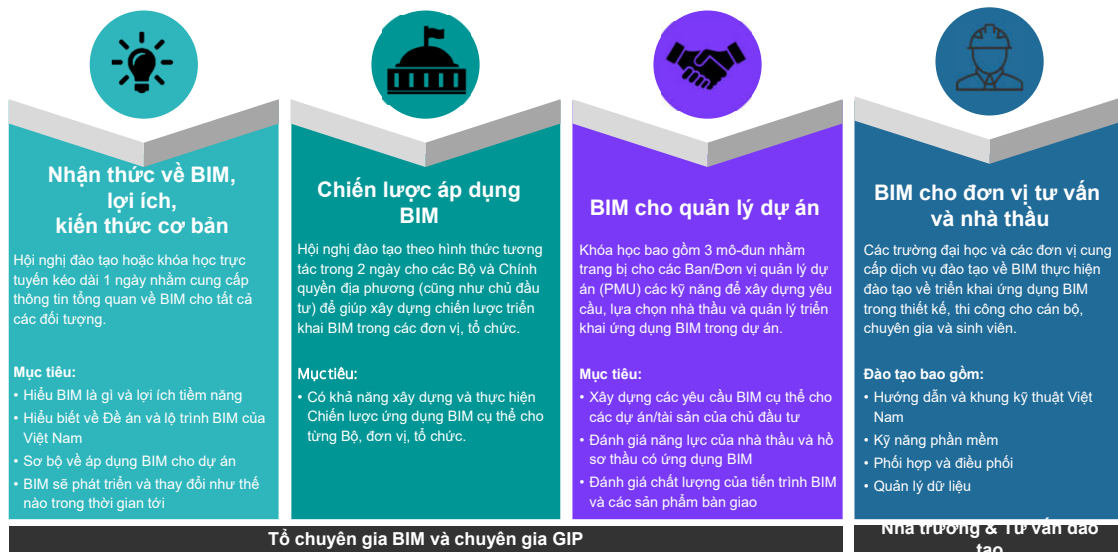 Nhận thức về BIM,
lợi ích,
kiến thức cơ bản
Hội nghị đào tạo hoặc khóa học trực
tuyến kéo dài 1 ngày nhằm cung cấp
thông tin tổng quan về BIM cho tất cả
các đối tượng.
Mục tiêu:
• Hiểu BIM là gì và lợi ích tiềm năng
• Hiểu biết về Đề án và lộ trình BIM của
Việt Nam
• Sơ bộ về áp dụng BIM cho dự án
• BIM sẽ phát triển và thay đổi như thế
nào trong thời gian tới
Chiến lược áp dụng
BIM
Hội nghị đào tạo theo hình thức tương
tác trong 2 ngày cho các Bộ và Chính
quyền địa phương (cũng như chủ đầu
tư) để giúp xây dựng chiến lược triển
khai BIM trong các đơn vị, tổ chức.
Mục tiêu:
• Có khả năng xây dựng và thực hiện
Chiến lược ứng dụng BIM cụ thể cho
từng Bộ, đơn vị, tổ chức.
BIM cho quản lý dự án
Khóa học bao gồm 3 mô-đun nhằm
trang bị cho các Ban/Đơn vị quản lý dự
án (PMU) các kỹ năng để xây dựng yêu
cầu, lựa chọn nhà thầu và quản lý triển
khai ứng dụng BIM trong dự án.
Mục tiêu:
• Xây dựng các yêu cầu BIM cụ thể cho
các dự án/tài sản của chủ đầu tư
• Đánh giá năng lực của nhà thầu và hồ
sơ thầu có ứng dụng BIM
• Đánh giá chất lượng của tiến trình BIM
và các sản phẩm bàn giao
BIM cho đơn vị tư vấn
và nhà thầu
Các trường đại học và các đơn vị cung
cấp dịch vụ đào tạo về BIM thực hiện
đào tạo về triển khai ứng dụng BIM
trong thiết kế, thi công cho cán bộ,
chuyên gia và sinh viên.
Đào tạo bao gồm:
• Hướng dẫn và khung kỹ thuật Việt
Nam
• Kỹ năng phần mềm
• Phối hợp và điều phối
• Quản lý dữ liệu
Tổ chuyên gia BIM và chuyên gia GIP
Nhà trường & Tư vấn đào
tạo